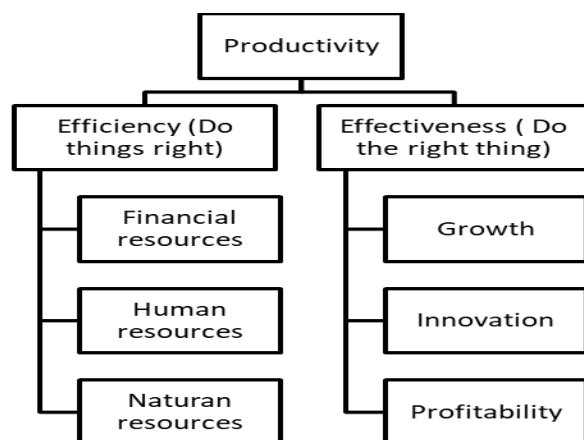 Productivity
Efficiency (Do
things right)
Effectiveness ( Do
the right thing)
Financial
resources
Growth
Human
resources
Innovation
Naturan
resources
Profitability